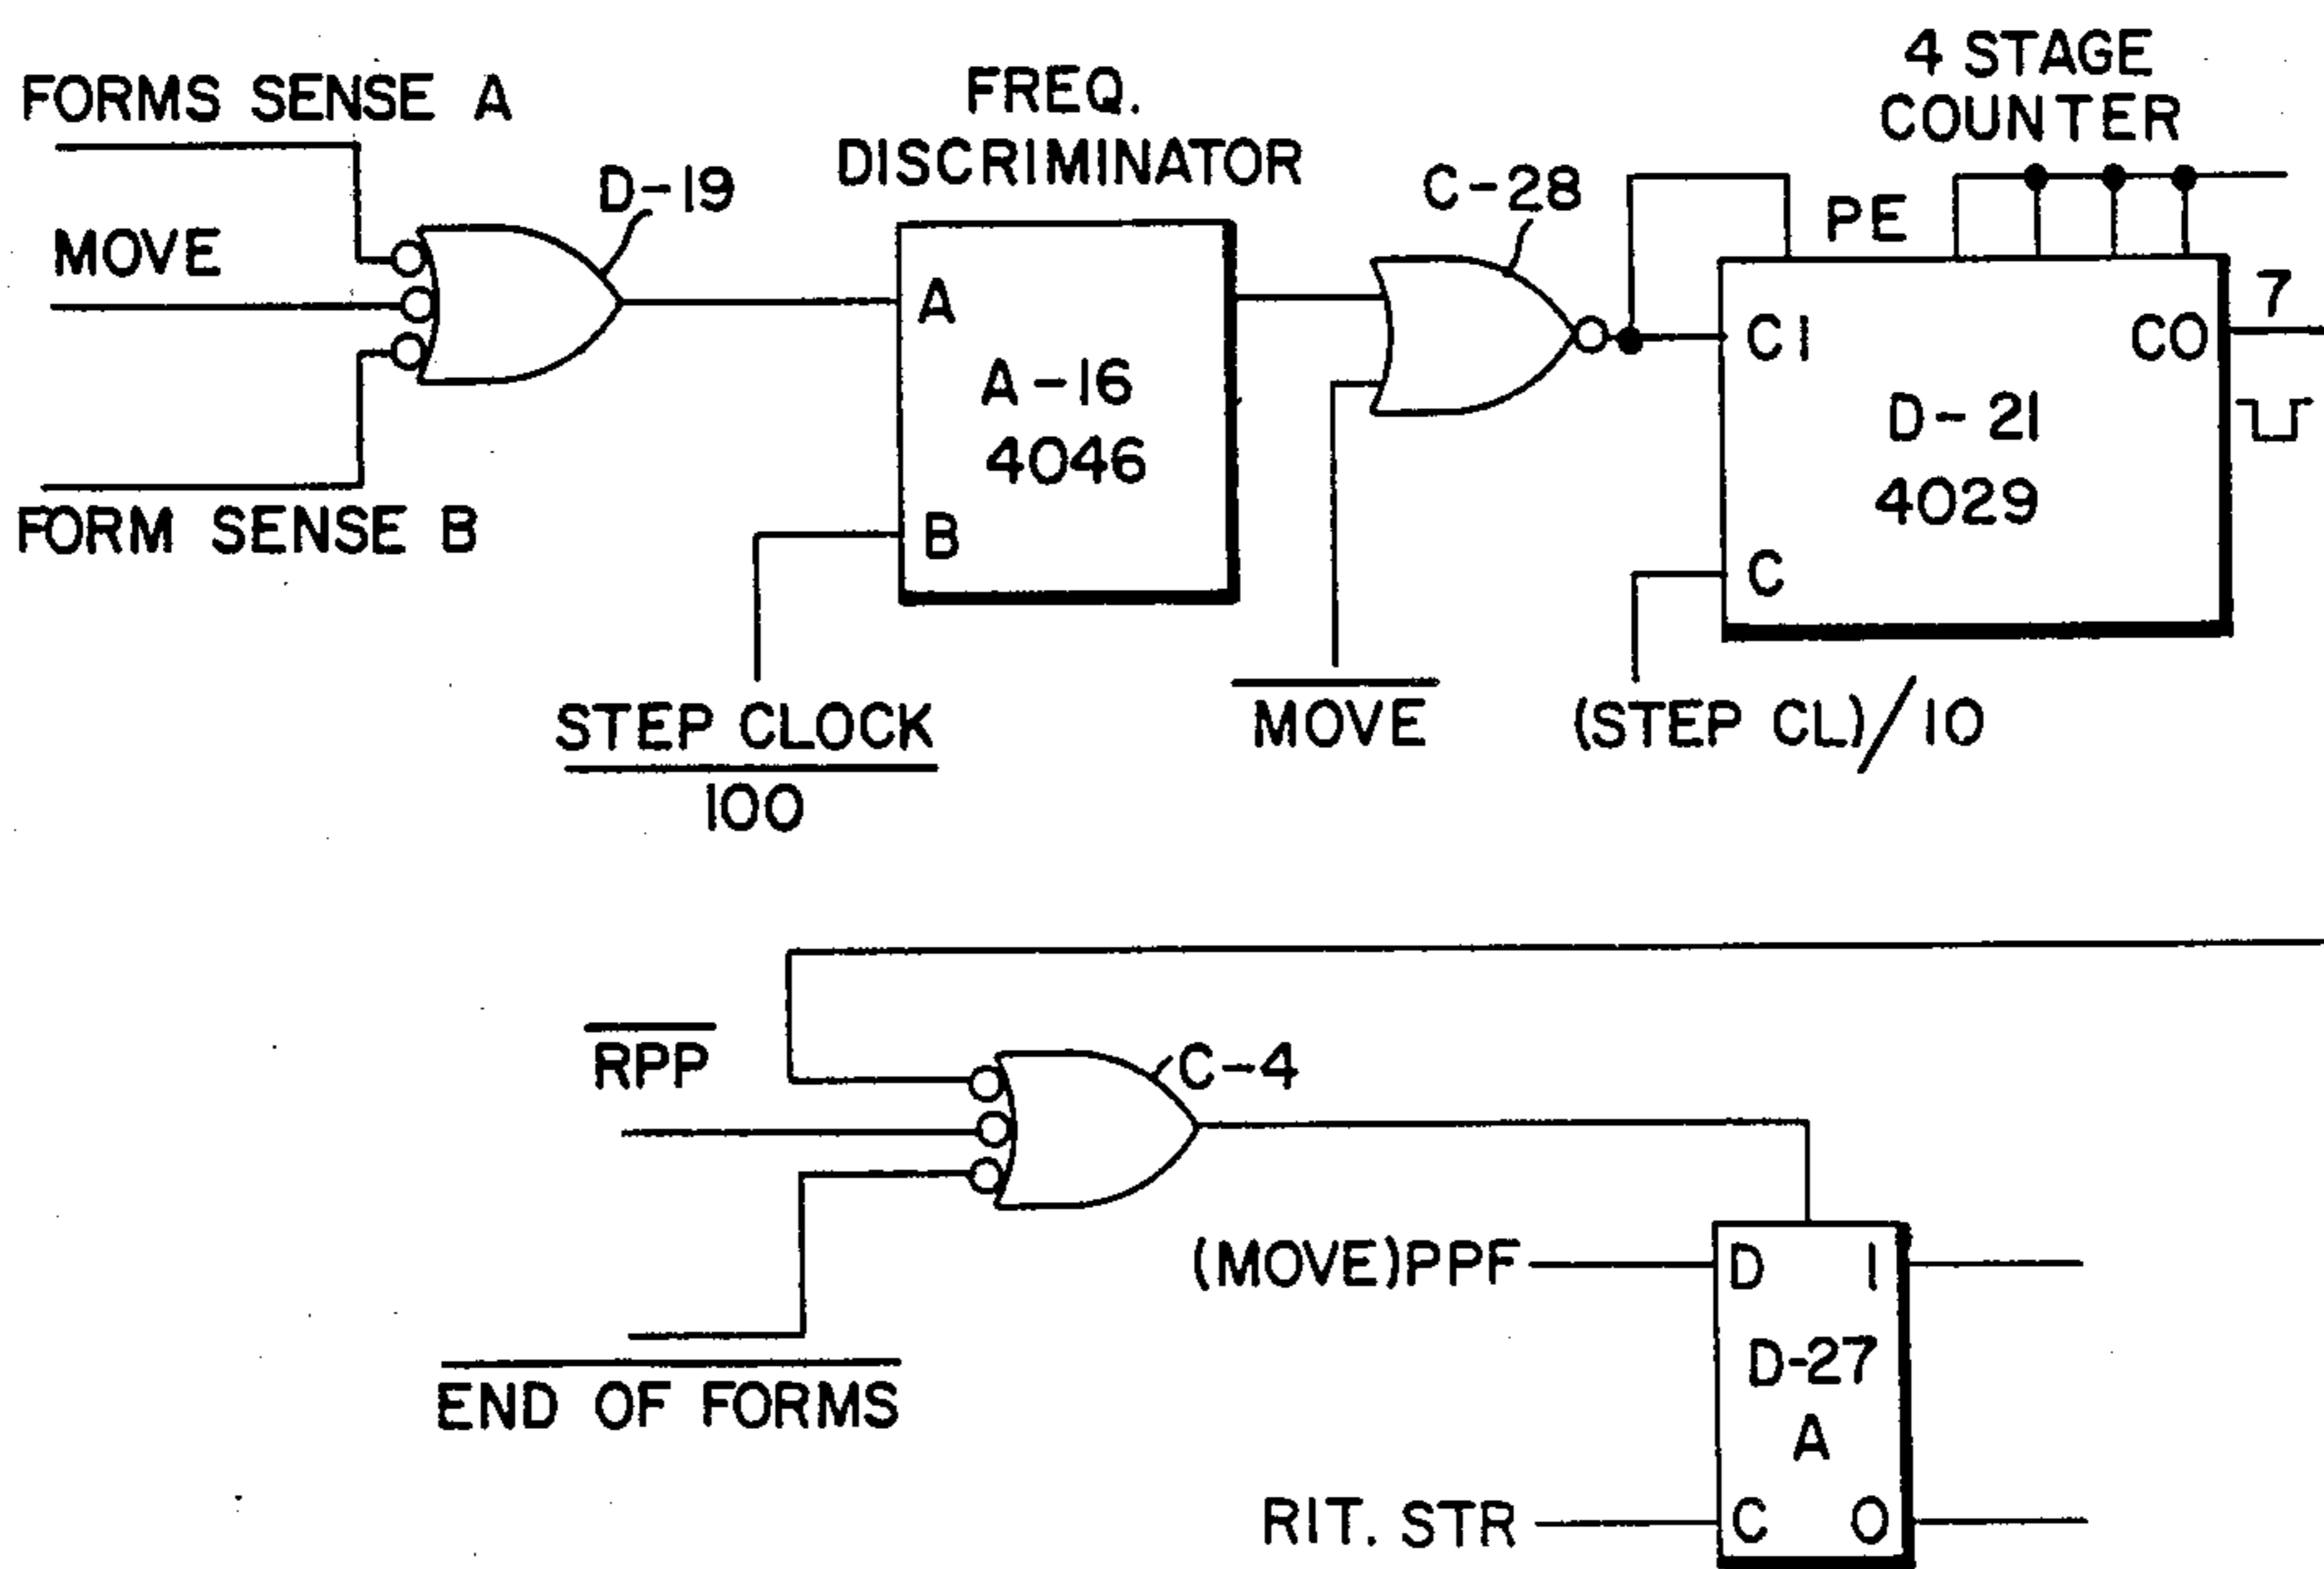 FORMS SENSE A
MOVE
FORM SENSE B
D-19
FREQ.
DISCRIMINATOR
A
A-16
4046
B
STEP CLOCK
100
C-28
MOVE
4 STAGE
COUNTER
PE
CI
CO
D-21
4029
C
7
(STEP CL)/10
RPP
C-4
END OF FORMS
(MOVE)PPF
D 1
D-27
A
C O
RIT. STR